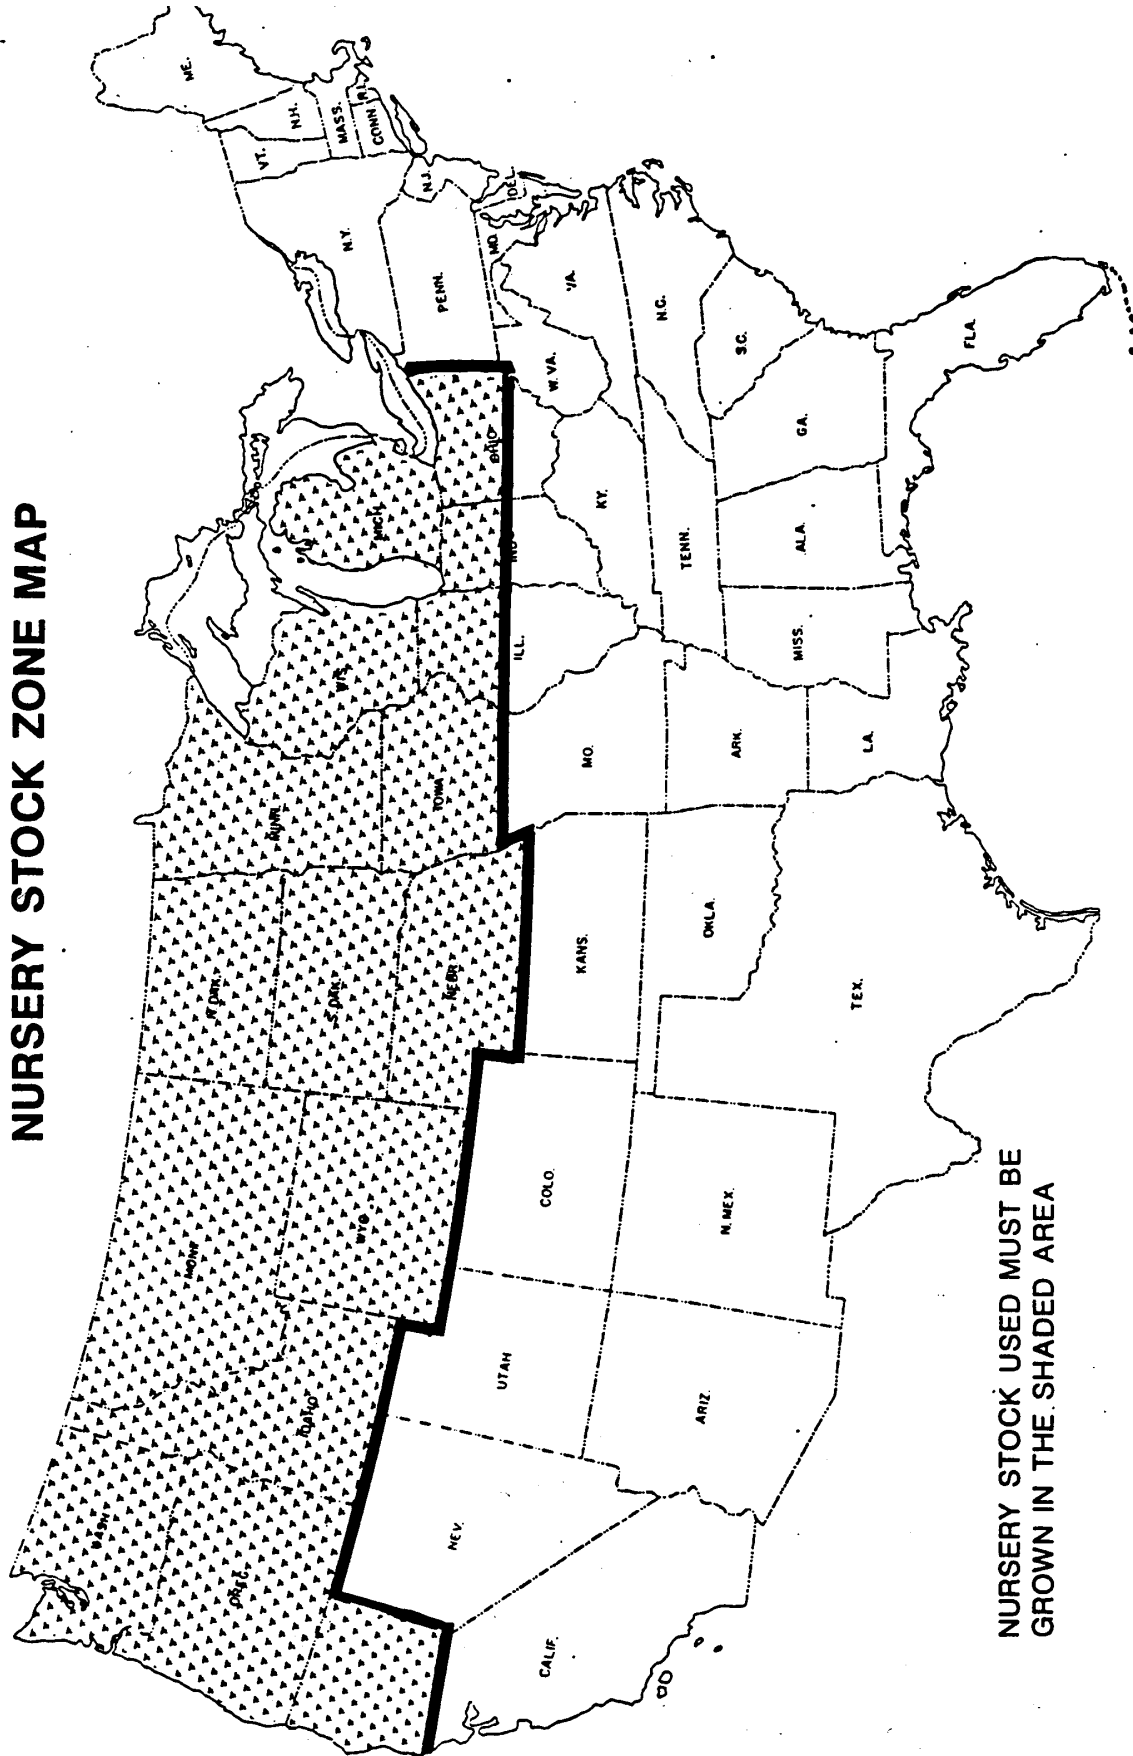 NURSERY STOCK ZONE MAP
WASH
OREG.
CALIF.
NEV.
IDAHO
MONT
WYO.
UTAH
ARIZ.
COLO.
N.MEX.
N.DAK.
S.DAK.
NEBR
KANS.
OKLA.
TEX.
MINN.
IOWA
MO.
ARK.
LA.
WIS.
ILL.
MISS.
MICH.
IND
OHIO
KY.
TENN.
ALA.
GA.
FLA.
S.C.
N.C.
VA.
W.VA.
MD.
DEL.
PENN.
N.J.
N.Y.
CONN.
R.I.
MASS.
VT.
N.H.
ME.
NURSERY STOCK USED MUST BE
GROWN IN THE SHADED AREA